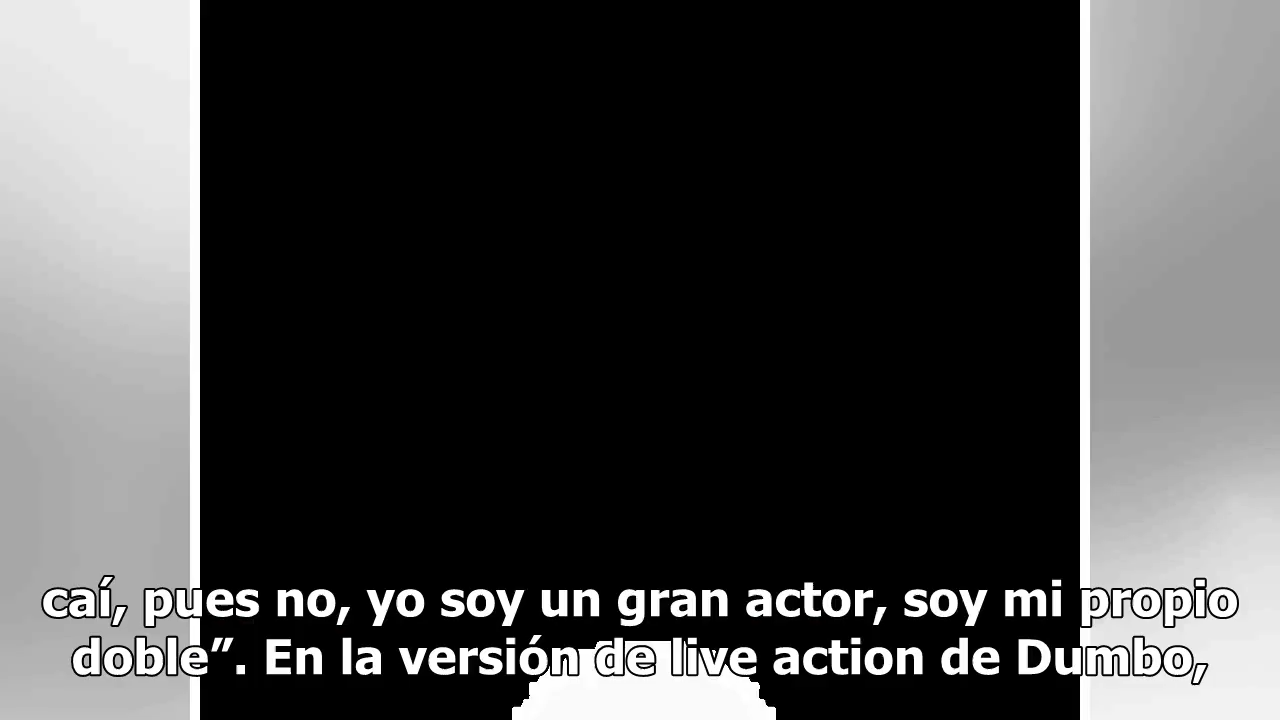 caí, pues no, yo soy un gran actor, soy mi propio
doble”. En la versión de live action de Dumbo,